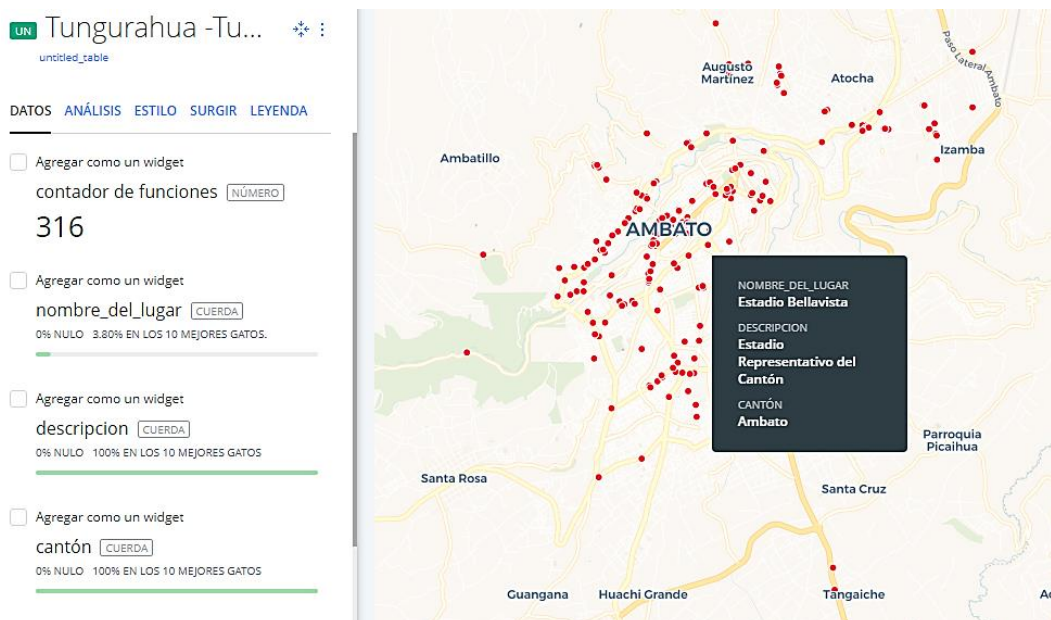 UN Tungurahua -Tu...
untitled_table
DATOS ANÁLISIS ESTILO SURGIR LEYENDA
Agregar como un widget
contador de funciones NÚMERO
316
Agregar como un widget
nombre_del_lugar CUERDA
0% NULO 3.80% EN LOS 10 MEJORES GATOS.
Agregar como un widget
descripcion CUERDA
0% NULO 100% EN LOS 10 MEJORES GATOS
Agregar como un widget
cantón CUERDA
0% NULO 100% EN LOS 10 MEJORES GATOS
Paso Lateral Ambato
Augusto
Martínez
Atocha
Ambatillo
Izamba
AMBATO
NOMBRE_DEL_LUGAR
Estadio Bellavista
DESCRIPCION
Estadio
Representativo del
Cantón
CANTÓN
Ambato
Parroquia
Picaihua
Santa Rosa
Santa Cruz
Guangana
Huachi Grande
Tangaiche